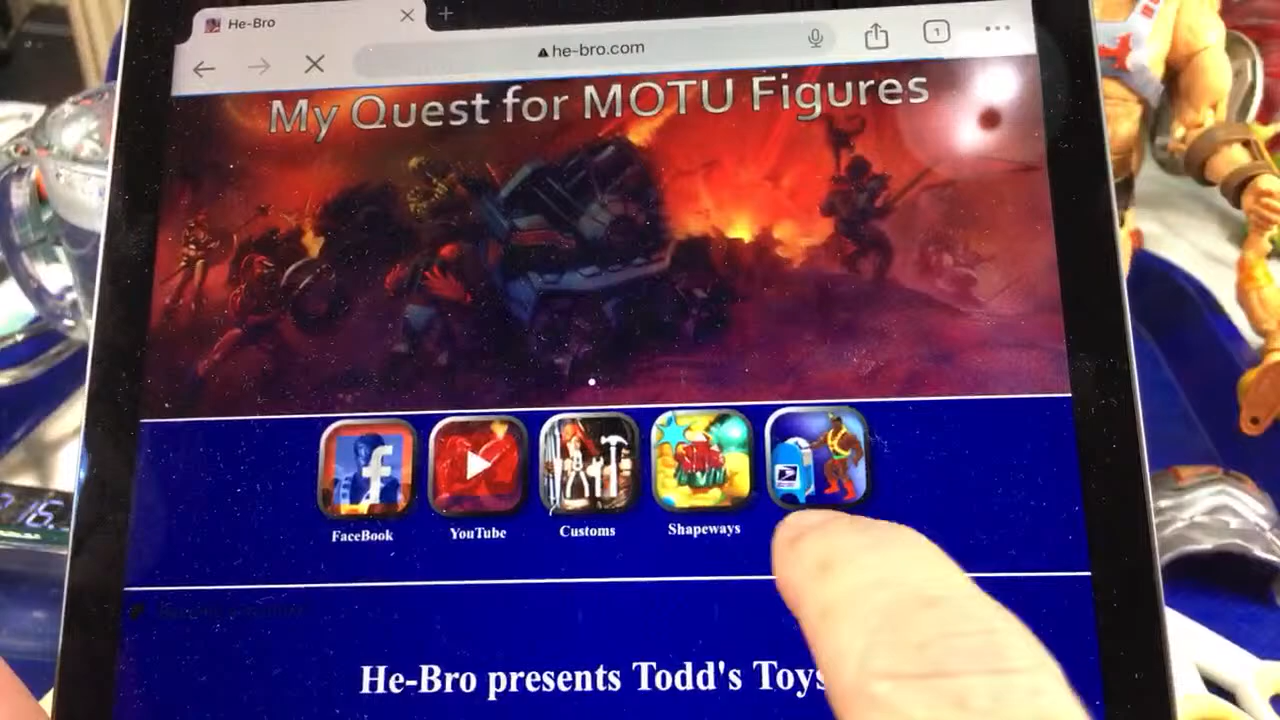 He-Bro
he-bro.com
1
My Quest for MOTU Figures
f
FaceBook
YouTube
Customs
Shapeways
He-Bro presents Todd's Toys